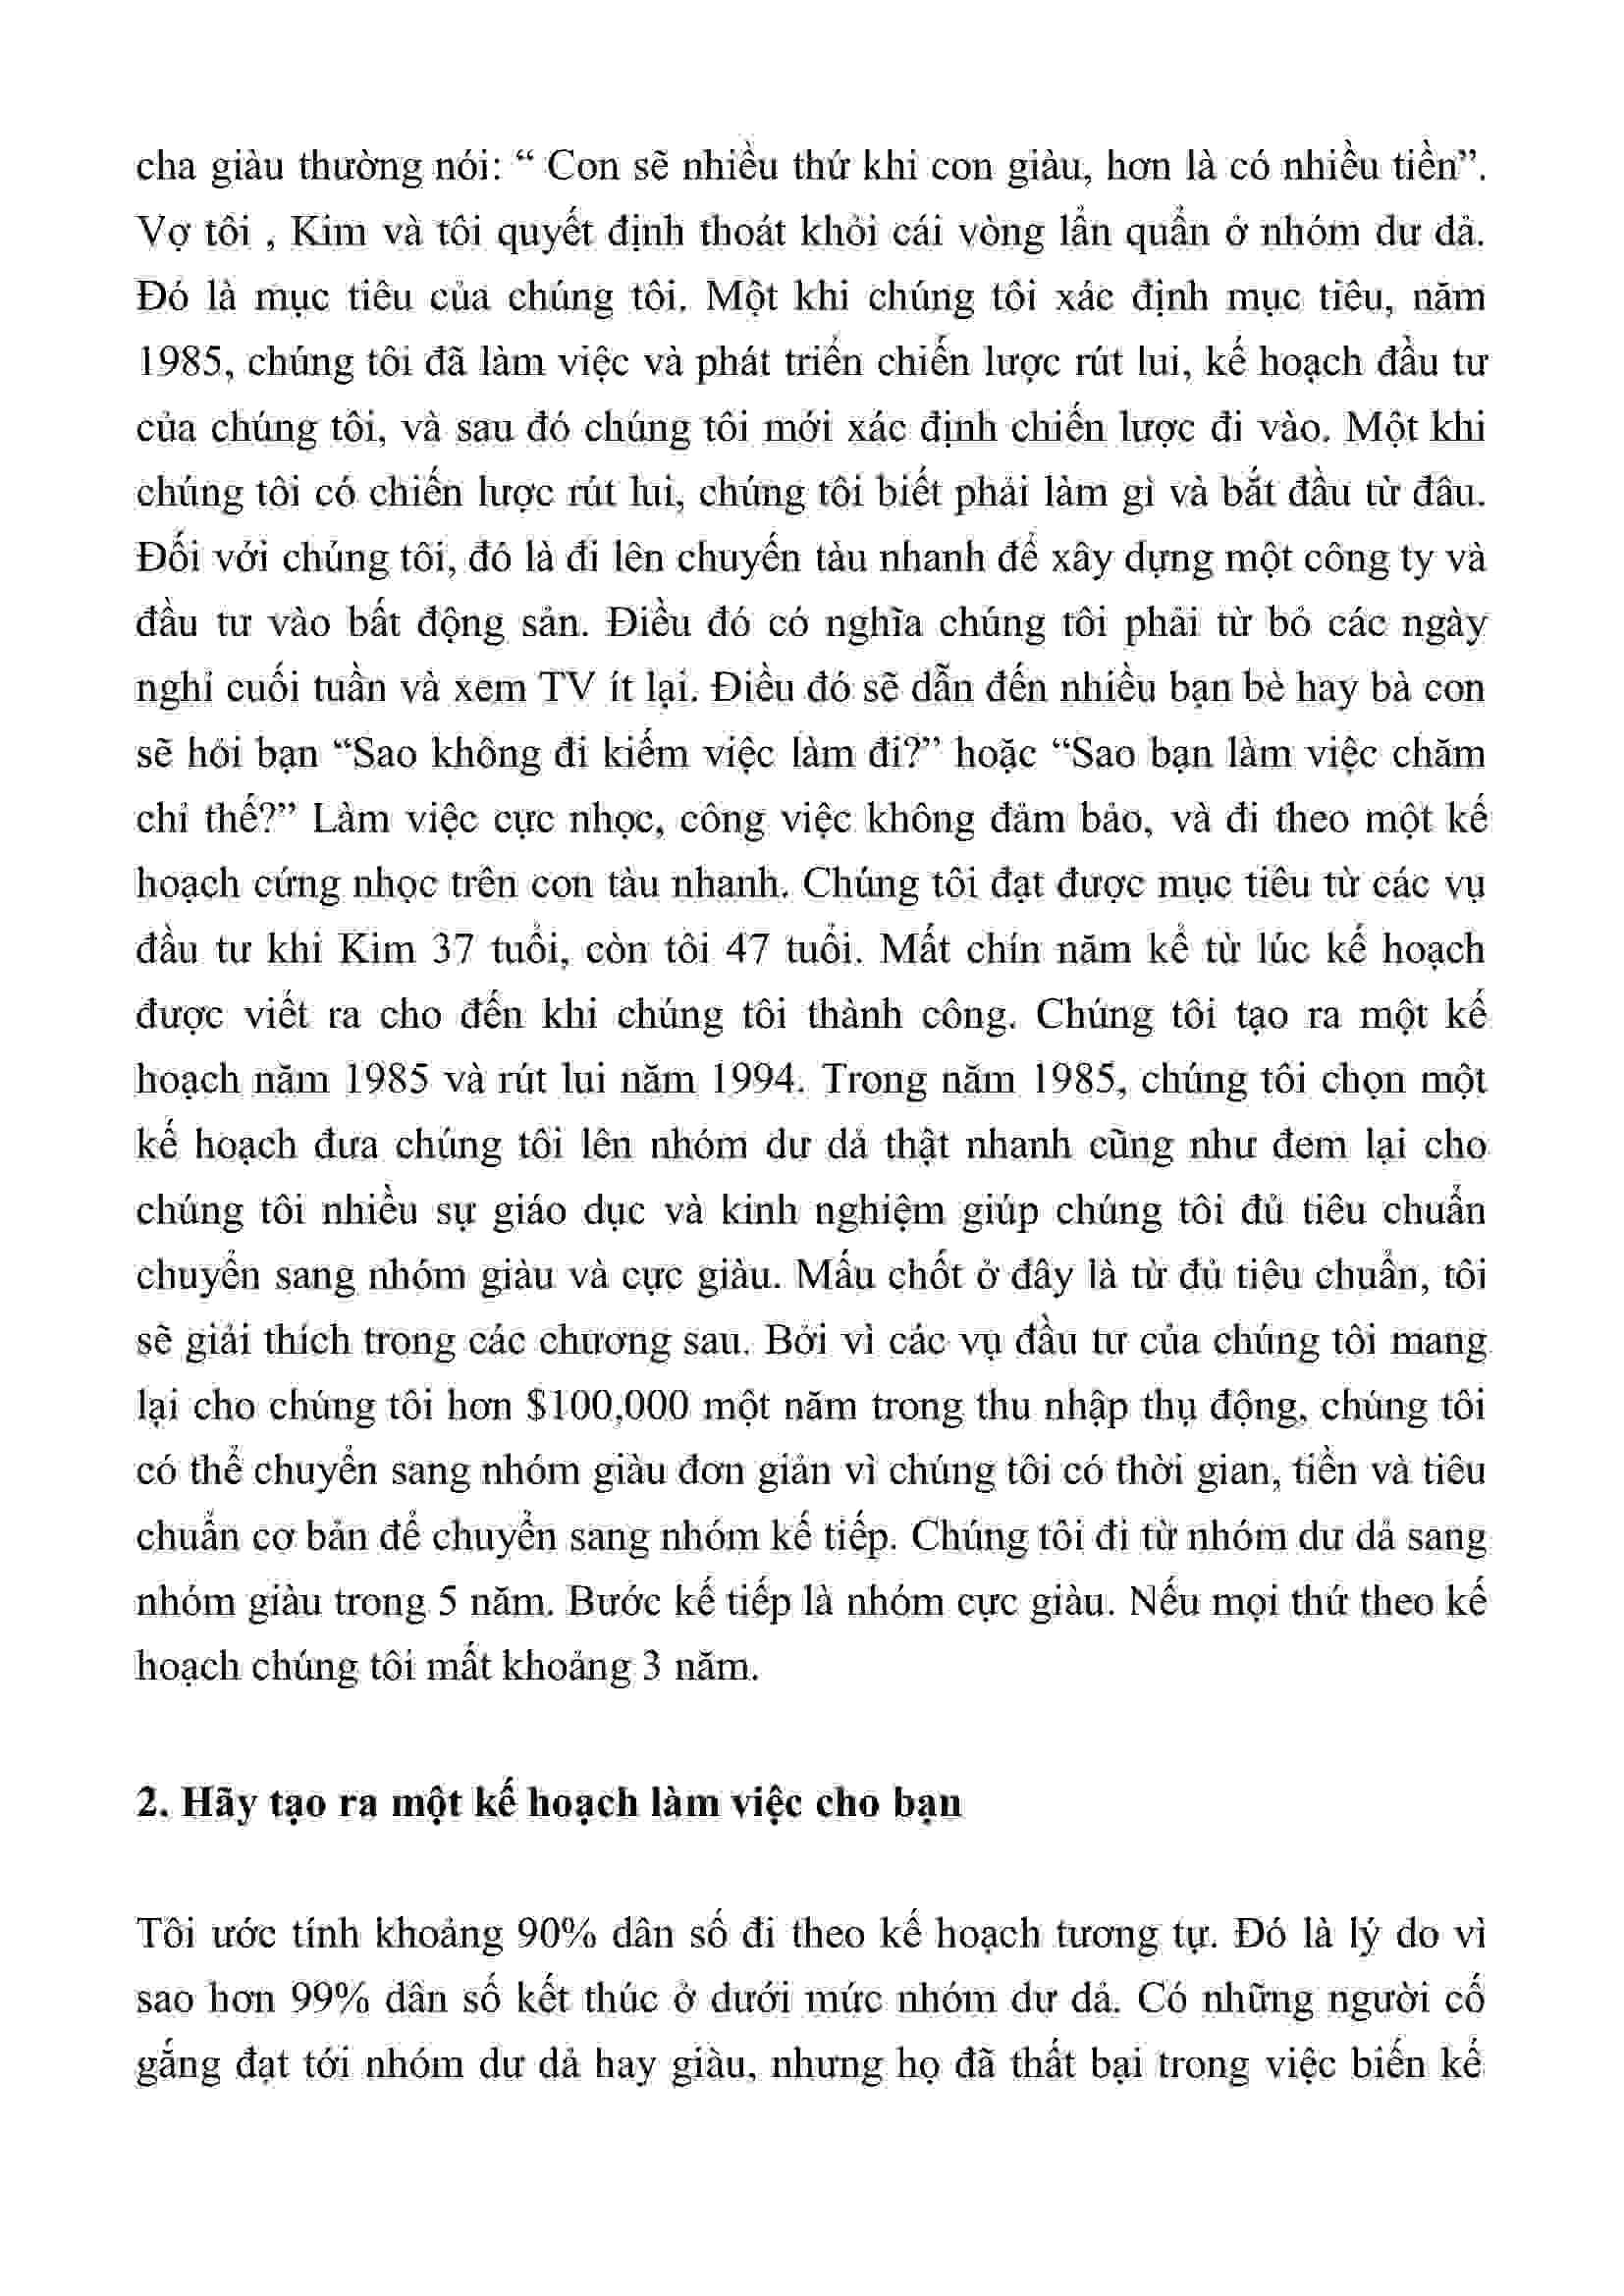 cha giàu thường nói: “ Con sẽ nhiều thứ khi con giàu, hơn là có nhiều tiền”.
Vợ tôi , Kim và tôi quyết định thoát khỏi cái vòng lẩn quẩn ở nhóm dư dả.
Đó là mục tiêu của chúng tôi. Một khi chúng tôi xác định mục tiêu, năm
1985, chúng tôi đã làm việc và phát triển chiến lược rút lui, kế hoạch đầu tư
của chúng tôi, và sau đó chúng tôi mới xác định chiến lược đi vào. Một khi
chúng tôi có chiến lược rút lui, chúng tôi biết phải làm gì và bắt đầu từ đâu.
Đối với chúng tôi, đó là đi lên chuyến tàu nhanh để xây dựng một công ty và
đầu tư vào bất động sản. Điều đó có nghĩa chúng tôi phải từ bỏ các ngày
nghỉ cuối tuần và xem TV ít lại. Điều đó sẽ dẫn đến nhiều bạn bè hay bà con
sẽ hỏi bạn “Sao không đi kiếm việc làm đi?” hoặc “Sao bạn làm việc chăm
chỉ thế?” Làm việc cực nhọc, công việc không đảm bảo, và đi theo một kế
hoạch cứng nhọc trên con tàu nhanh. Chúng tôi đạt được mục tiêu từ các vụ
đầu tư khi Kim 37 tuổi, còn tôi 47 tuổi. Mất chín năm kể từ lúc kế hoạch
được viết ra cho đến khi chúng tôi thành công. Chúng tôi tạo ra một kế
hoạch năm 1985 và rút lui năm 1994. Trong năm 1985, chúng tôi chọn một
kế hoạch đưa chúng tôi lên nhóm dư dả thật nhanh cũng như đem lại cho
chúng tôi nhiều sự giáo dục và kinh nghiệm giúp chúng tôi đủ tiêu chuẩn
chuyển sang nhóm giàu và cực giàu. Mấu chốt ở đây là từ đủ tiêu chuẩn, tôi
sẽ giải thích trong các chương sau. Bởi vì các vụ đầu tư của chúng tôi mang
lại cho chúng tôi hơn $100,000 một năm trong thu nhập thụ động, chúng tôi
có thể chuyển sang nhóm giàu đơn giản vì chúng tôi có thời gian, tiền và tiêu
chuẩn cơ bản để chuyển sang nhóm kế tiếp. Chúng tôi đi từ nhóm dư dả sang
nhóm giàu trong 5 năm. Bước kế tiếp là nhóm cực giàu. Nếu mọi thứ theo kế
hoạch chúng tôi mất khoảng 3 năm.
2. Hãy tạo ra một kế hoạch làm việc cho bạn
Tôi ước tính khoảng 90% dân số đi theo kế hoạch tương tự. Đó là lý do vì
sao hơn 99% dân số kết thúc ở dưới mức nhóm dư dả. Có những người cố
gắng đạt tới nhóm dư dả hay giàu, nhưng họ đã thất bại trong việc biến kế